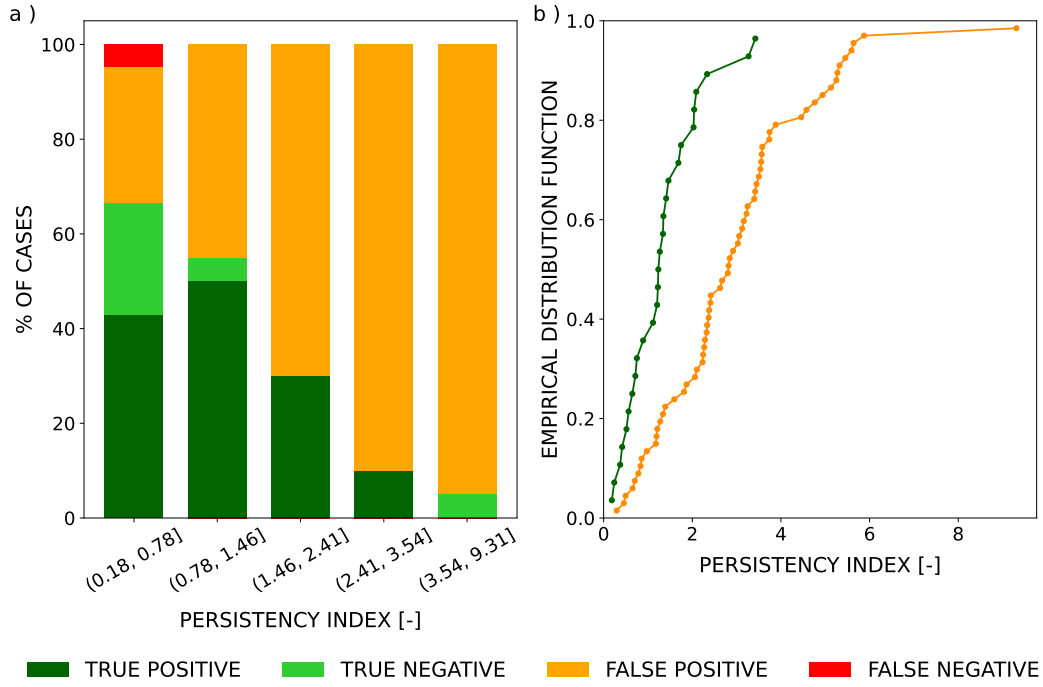 a )
100
80
60
40
20
0
% OF CASES
(0.18, 0.78]
(0.78, 1.46]
(1.46, 2.41]
(2.41, 3.54]
(3.54, 9.31]
PERSISTENCY INDEX [-]
b )
1.0
0.8
0.6
0.4
0.2
0.0
EMPIRICAL DISTRIBUTION FUNCTION
0 2 4 6 8
PERSISTENCY INDEX [-]
TRUE POSITIVE
TRUE NEGATIVE
FALSE POSITIVE
FALSE NEGATIVE